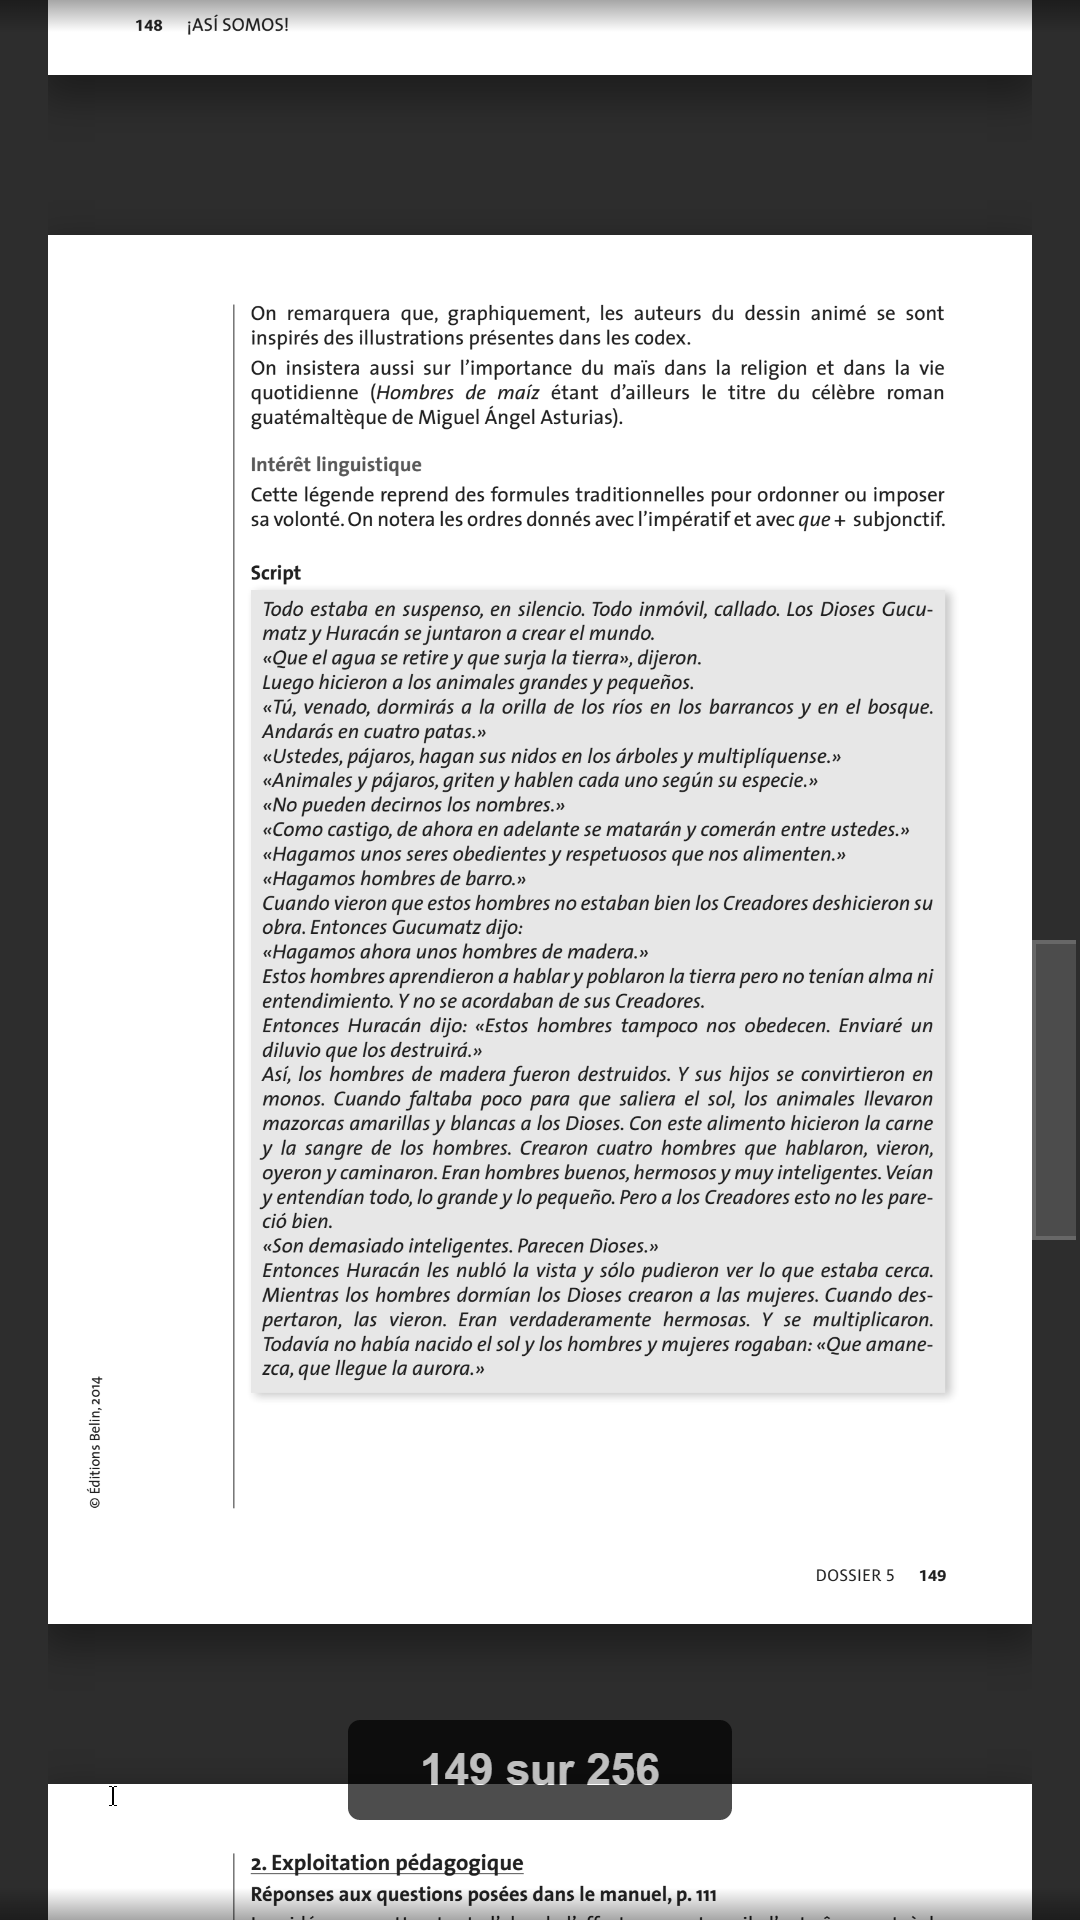 148 ¡ASÍ SOMOS!
On remarquera que, graphiquement, les auteurs du dessin animé se sont
inspirés des illustrations présentes dans les codex.
On insistera aussi sur l’importance du maïs dans la religion et dans la vie
quotidienne (Hombres de maíz étant d’ailleurs le titre du célèbre roman
guatémaltèque de Miguel Ángel Asturias).
Intérêt linguistique
Cette légende reprend des formules traditionnelles pour ordonner ou imposer
sa volonté. On notera les ordres donnés avec l’impératif et avec que + subjonctif.
Script
Todo estaba en suspenso, en silencio. Todo inmóvil, callado. Los Dioses Gucu-
matz y Huracán se juntaron a crear el mundo.
«Que el agua se retire y que surja la tierra», dijeron.
Luego hicieron a los animales grandes y pequeños.
«Tú, venado, dormirás a la orilla de los ríos en los barrancos y en el bosque.
Andarás en cuatro patas.»
«Ustedes, pájaros, hagan sus nidos en los árboles y multiplíquense.»
«Animales y pájaros, griten y hablen cada uno según su especie.»
«No pueden decirnos los nombres.»
«Como castigo, de ahora en adelante se matarán y comerán entre ustedes.»
«Hagamos unos seres obedientes y respetuosos que nos alimenten.»
«Hagamos hombres de barro.»
Cuando vieron que estos hombres no estaban bien los Creadores deshicieron su
obra. Entonces Gucumatz dijo:
«Hagamos ahora unos hombres de madera.»
Estos hombres aprendieron a hablar y poblaron la tierra pero no tenían alma ni
entendimiento. Y no se acordaban de sus Creadores.
Entonces Huracán dijo: «Estos hombres tampoco nos obedecen. Enviaré un
diluvio que los destruirá.»
Así, los hombres de madera fueron destruidos. Y sus hijos se convirtieron en
monos. Cuando faltaba poco para que saliera el sol, los animales llevaron
mazorcas amarillas y blancas a los Dioses. Con este alimento hicieron la carne
y la sangre de los hombres. Crearon cuatro hombres que hablaron, vieron,
oyeron y caminaron. Eran hombres buenos, hermosos y muy inteligentes. Veían
y entendían todo, lo grande y lo pequeño. Pero a los Creadores esto no les pare-
ció bien.
«Son demasiado inteligentes. Parecen Dioses.»
Entonces Huracán les nubló la vista y sólo pudieron ver lo que estaba cerca.
Mientras los hombres dormían los Dioses crearon a las mujeres. Cuando des-
pertaron, las vieron. Eran verdaderamente hermosas. Y se multiplicaron.
Todavía no había nacido el sol y los hombres y mujeres rogaban: «Que amane-
zca, que llegue la aurora.»
© Éditions Belin, 2014
DOSSIER 5 149
149 sur 256
2. Exploitation pédagogique
Réponses aux questions posées dans le manuel, p. 111